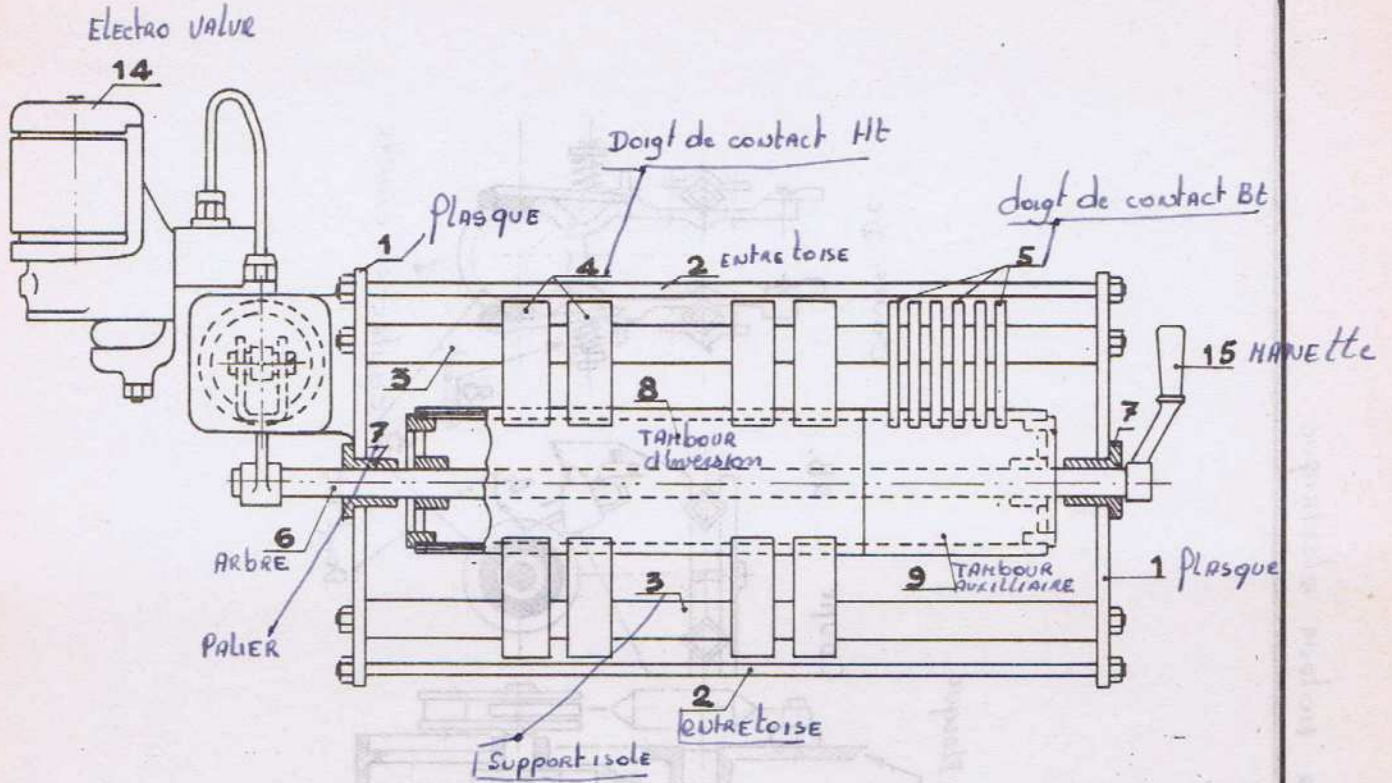 Electro VALVE
14
Doigt de contact Ht
doigt de contact Bt
1 PlASQUE
4
2 ENTRE toise
5
3
15 MANEttE
8
TAMbouR
d'inversion
7
7
6
ARbRE
3
9 TAMbouR
AUXILLIAIRE
1 PlASQUE
PALIER
2
entretoise
Support isole